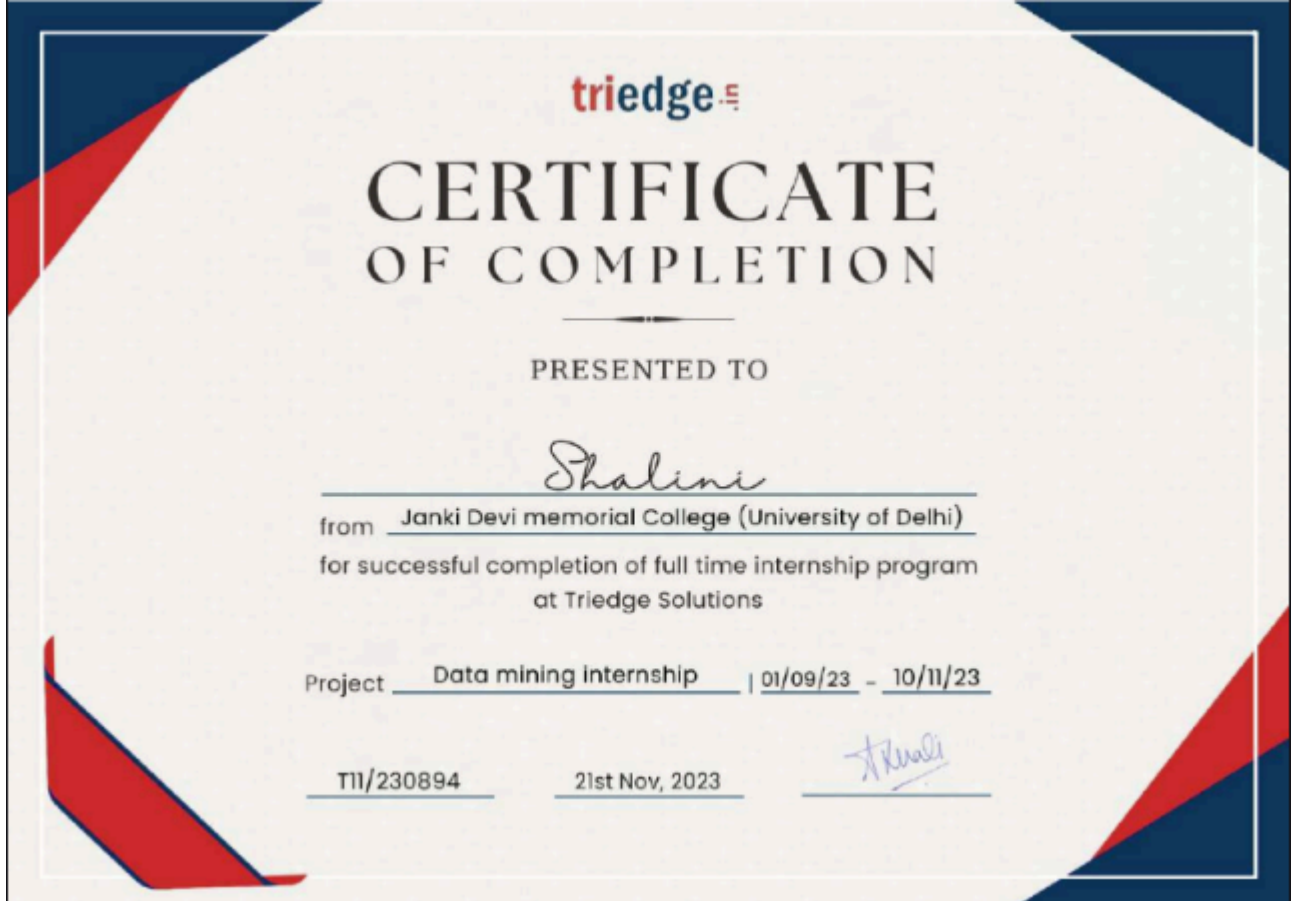 triedge.in
CERTIFICATE
OF COMPLETION
PRESENTED TO
Shalini
from Janki Devi memorial College (University of Delhi)
for successful completion of full time internship program
at Triedge Solutions
Project Data mining internship | 01/09/23 - 10/11/23
T11/230894 21st Nov, 2023